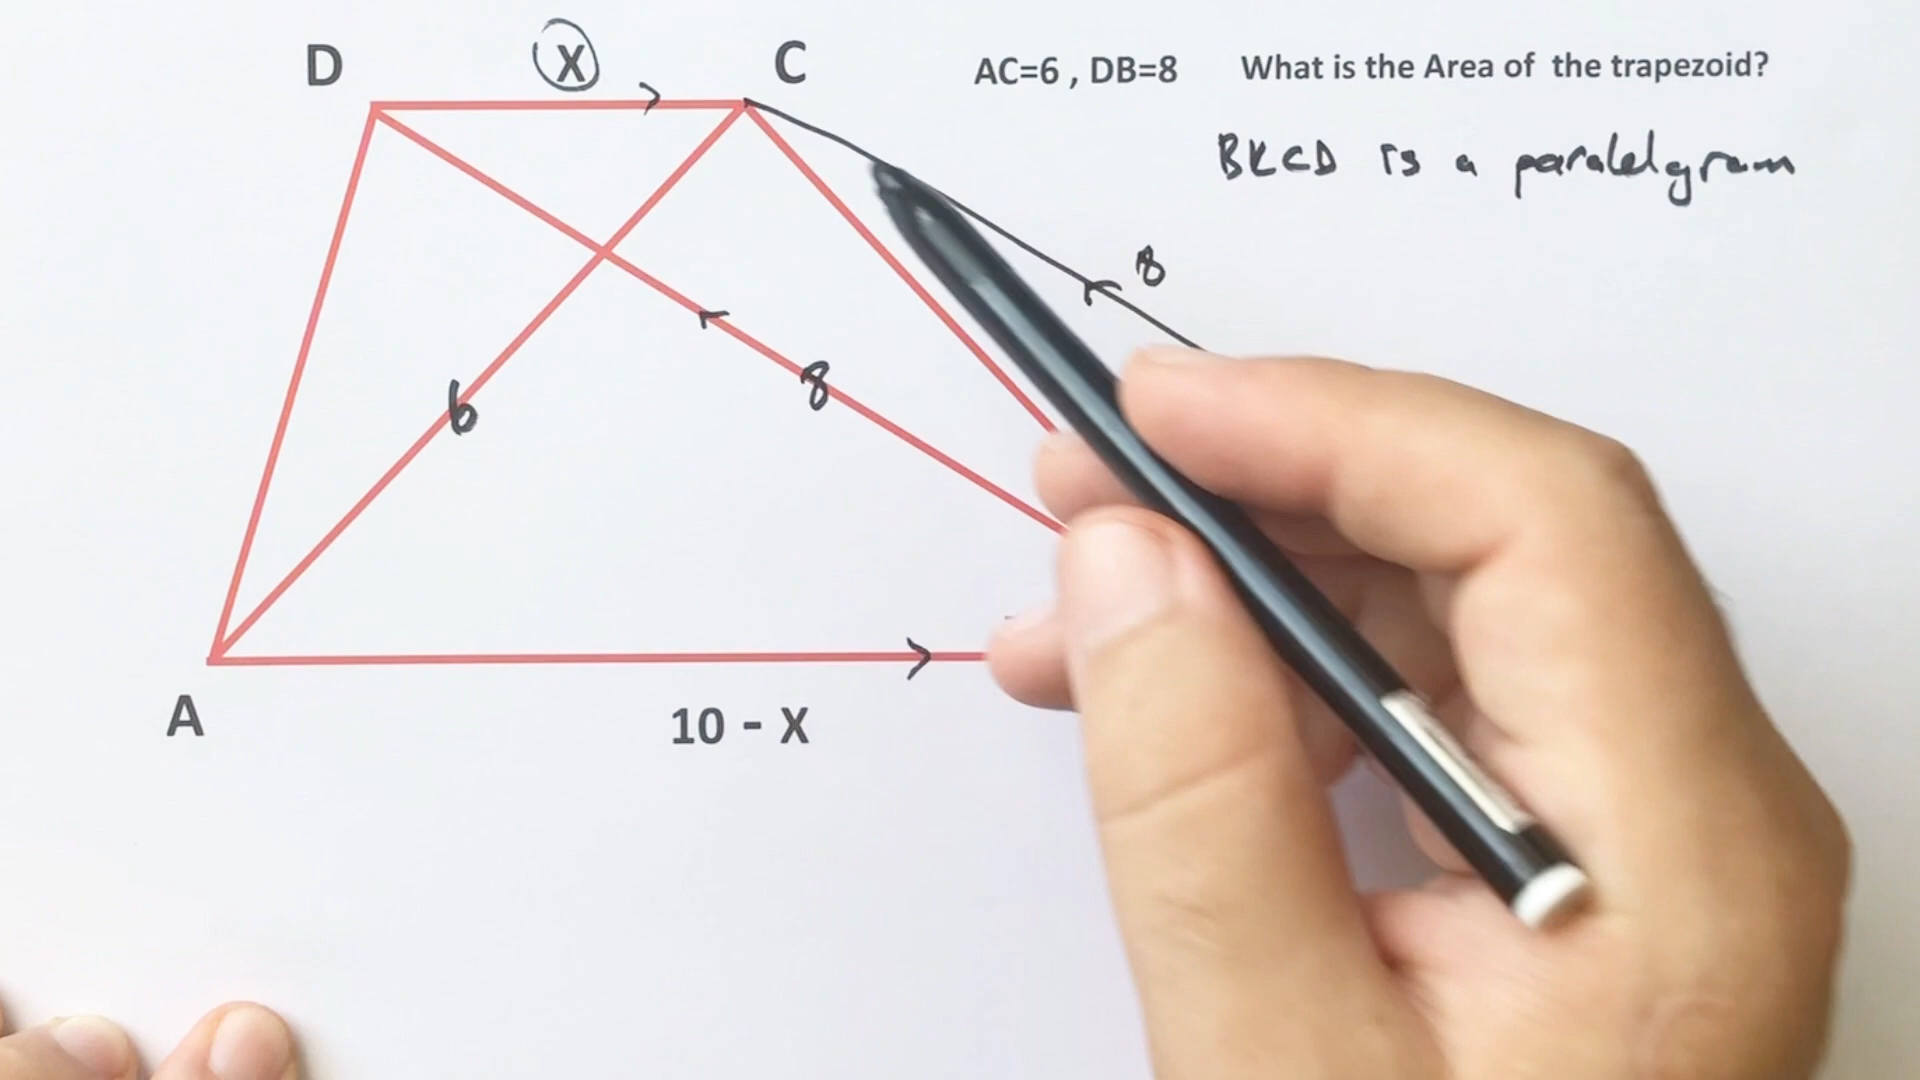 D X C
AC=6 , DB=8 What is the Area of the trapezoid?
BKCD is a paralelgram
8
8
6
A
10 - X